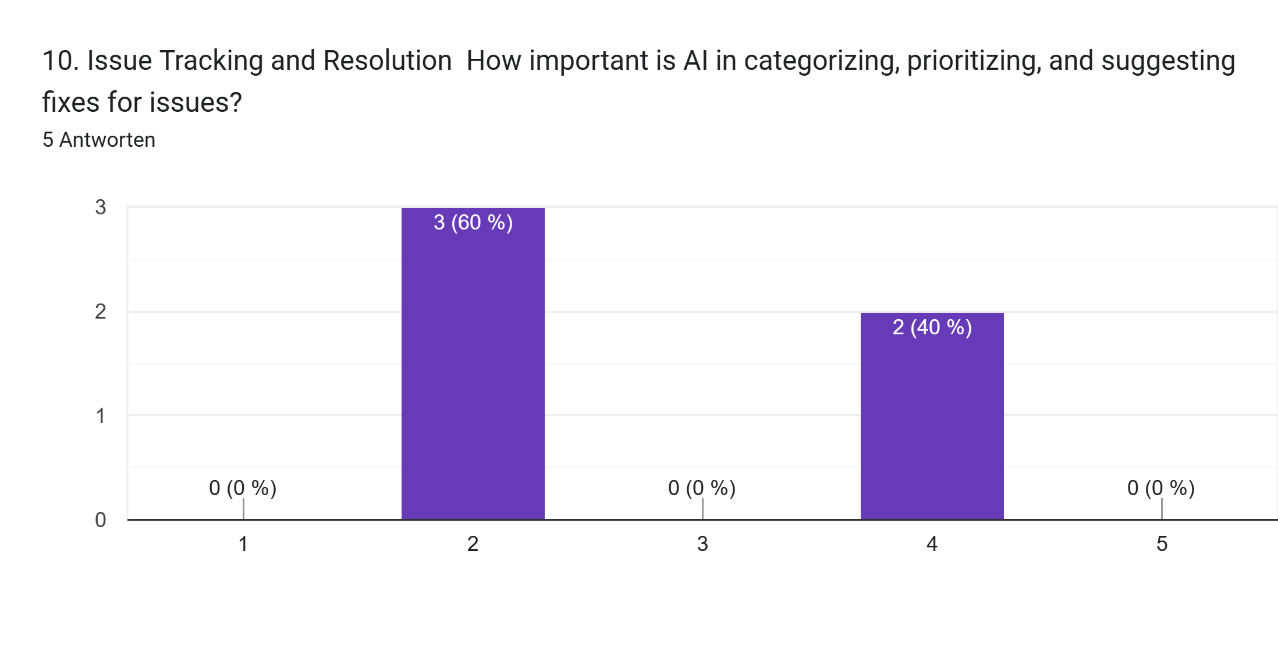 10. Issue Tracking and Resolution  How important is AI in categorizing, prioritizing, and suggesting
fixes for issues?
5 Antworten
3
3 (60 %)
2
2 (40 %)
1
0 (0 %)
0 (0 %)
0 (0 %)
0
1
2
3
4
5